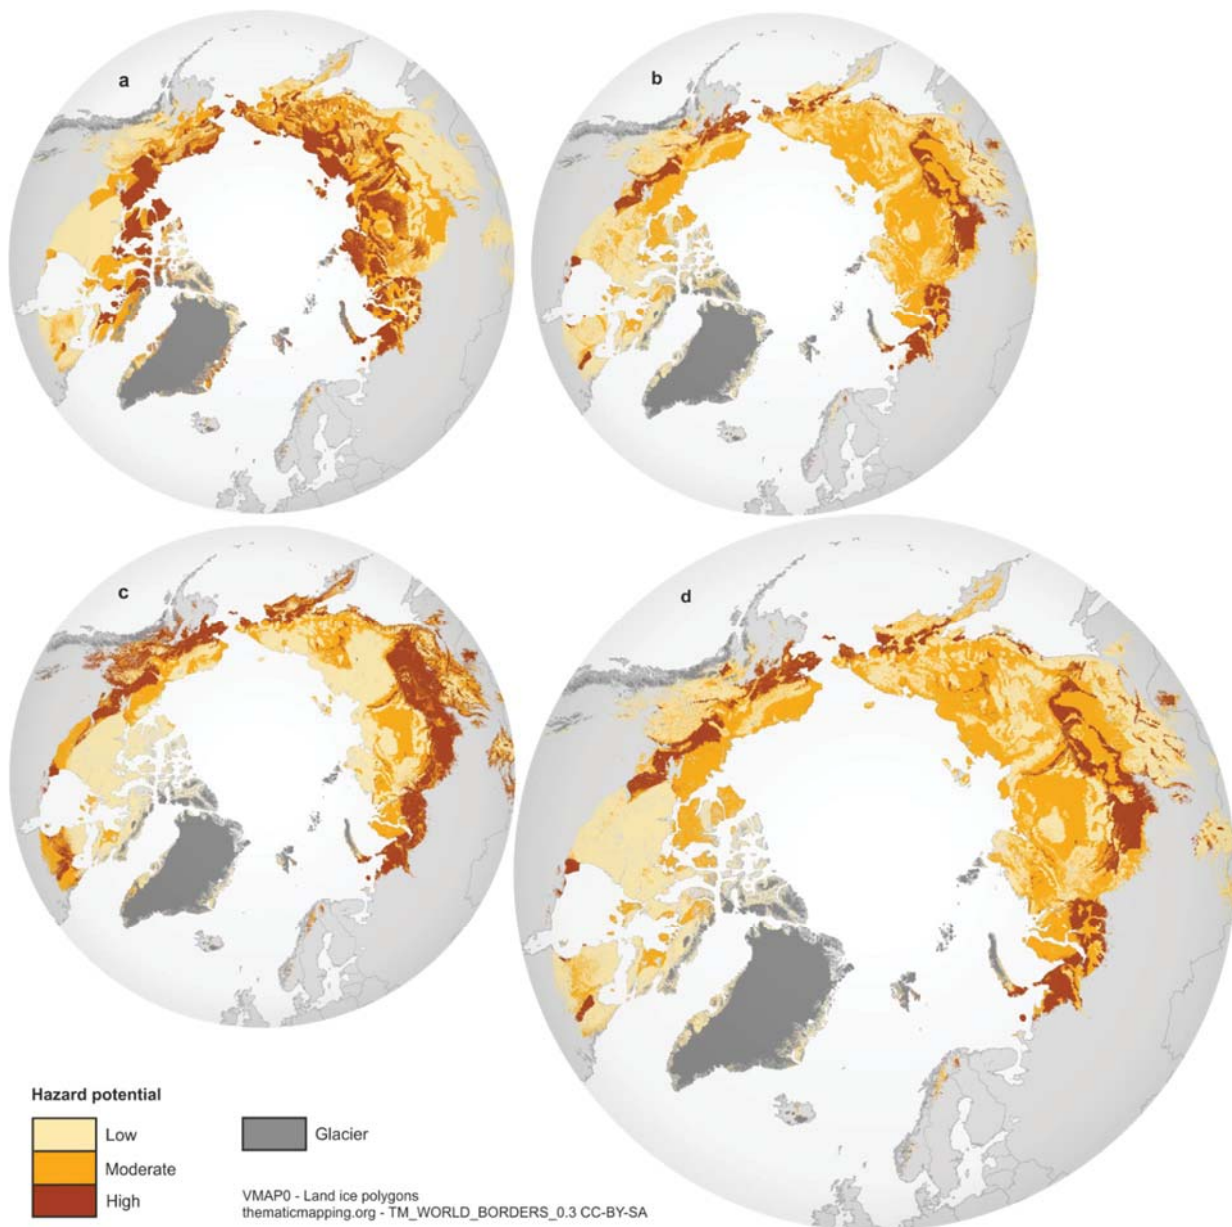 a
b
c
d
Hazard potential
Low
Moderate
High
Glacier
VMAP0 - Land ice polygons
thematicmapping.org - TM_WORLD_BORDERS_0.3 CC-BY-SA